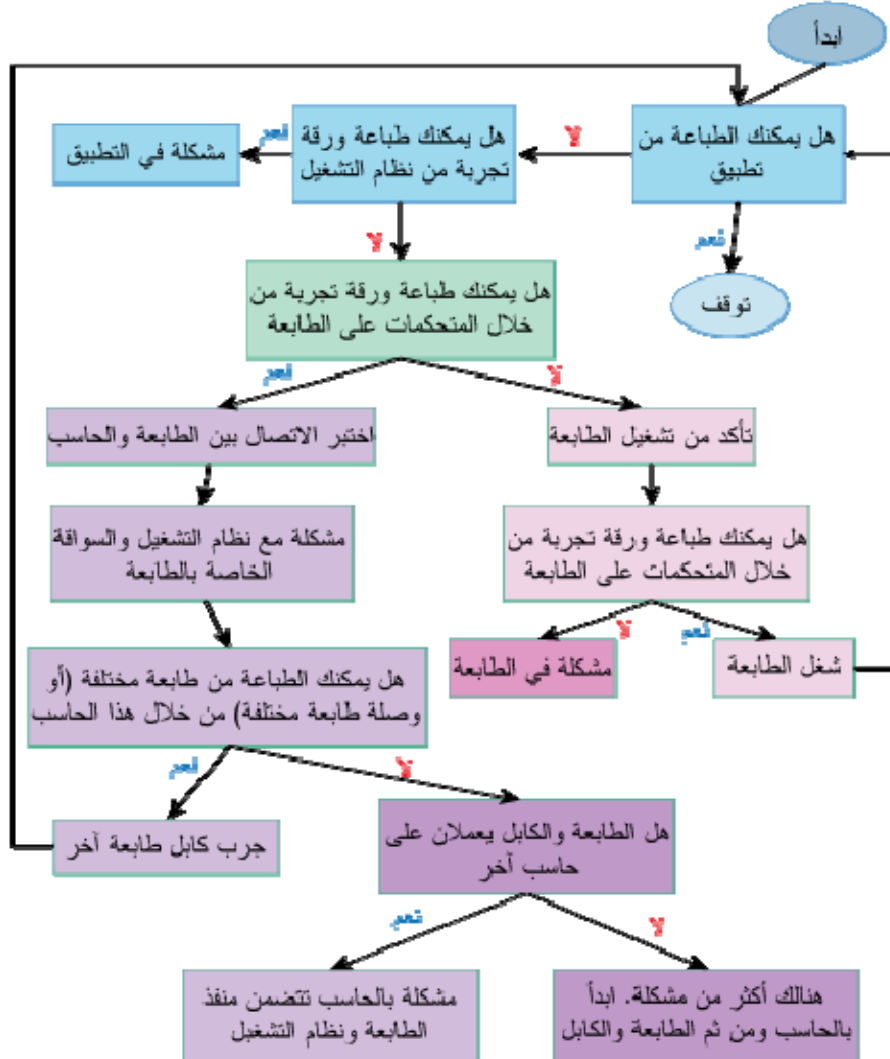 ابدأ
هل يمكنك الطباعة من
تطبيق
نعم
توقف
لا
هل يمكنك طباعة ورقة
تجربة من نظام التشغيل
نعم
مشكلة في التطبيق
لا
هل يمكنك طباعة ورقة تجربة من
خلال المتحكمات على الطابعة
لا
تأكد من تشغيل الطابعة
هل يمكنك طباعة ورقة تجربة من
خلال المتحكمات على الطابعة
نعم
شغل الطابعة
لا
مشكلة في الطابعة
نعم
اختبر الاتصال بين الطابعة والحاسب
مشكلة مع نظام التشغيل والسواقة
الخاصة بالطابعة
هل يمكنك الطباعة من طابعة مختلفة (أو
وصلة طابعة مختلفة) من خلال هذا الحاسب
نعم
جرب كابل طابعة آخر
لا
هل الطابعة والكابل يعملان على
حاسب آخر
لا
هنالك أكثر من مشكلة. ابدأ
بالحاسب ومن ثم الطابعة والكابل
نعم
مشكلة بالحاسب تتضمن منفذ
الطابعة ونظام التشغيل